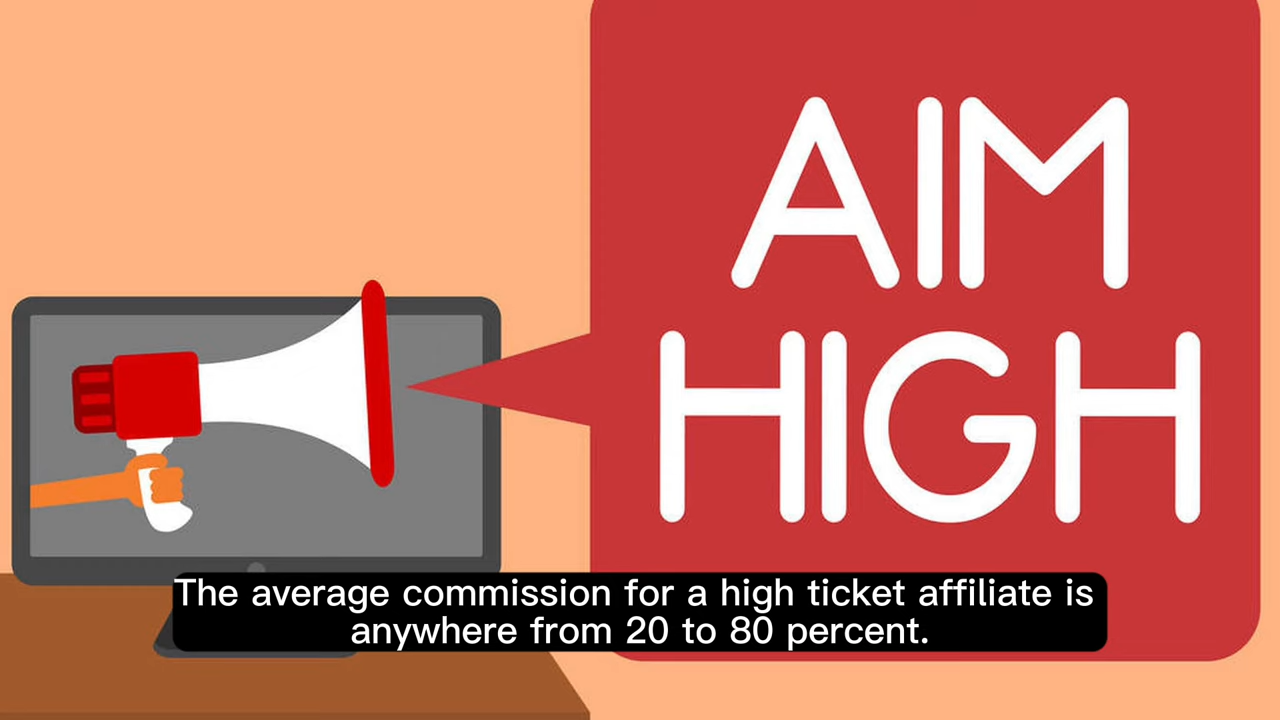 AIM
HIGH
The average commission for a high ticket affiliate is
anywhere from 20 to 80 percent.